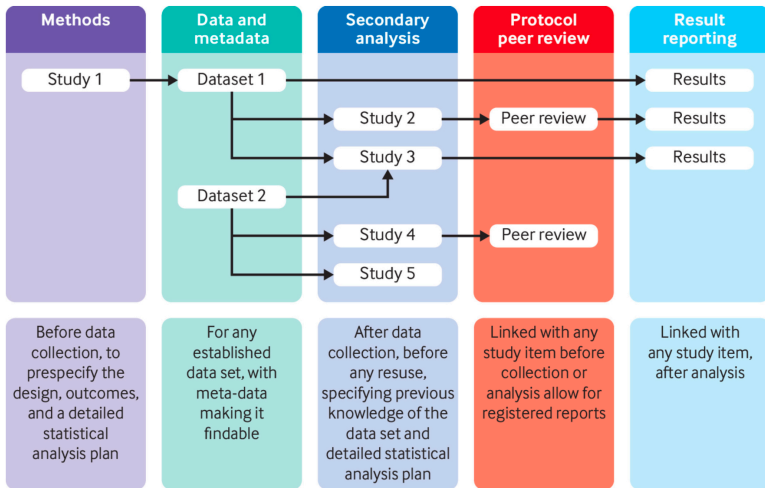 Methods
Data and
metadata
Secondary
analysis
Protocol
peer review
Result
reporting
Study 1
Dataset 1
Results
Study 2
Peer review
Results
Study 3
Results
Dataset 2
Study 4
Peer review
Study 5
Before data
collection, to
prespecify the
design, outcomes,
and a detailed
statistical
analysis plan
For any
established
data set, with
meta-data
making it
findable
After data
collection, before
any resuse,
specifying previous
knowledge of the
data set and
detailed statistical
analysis plan
Linked with any
study item before
collection or
analysis allow for
registered reports
Linked with
any study item,
after analysis